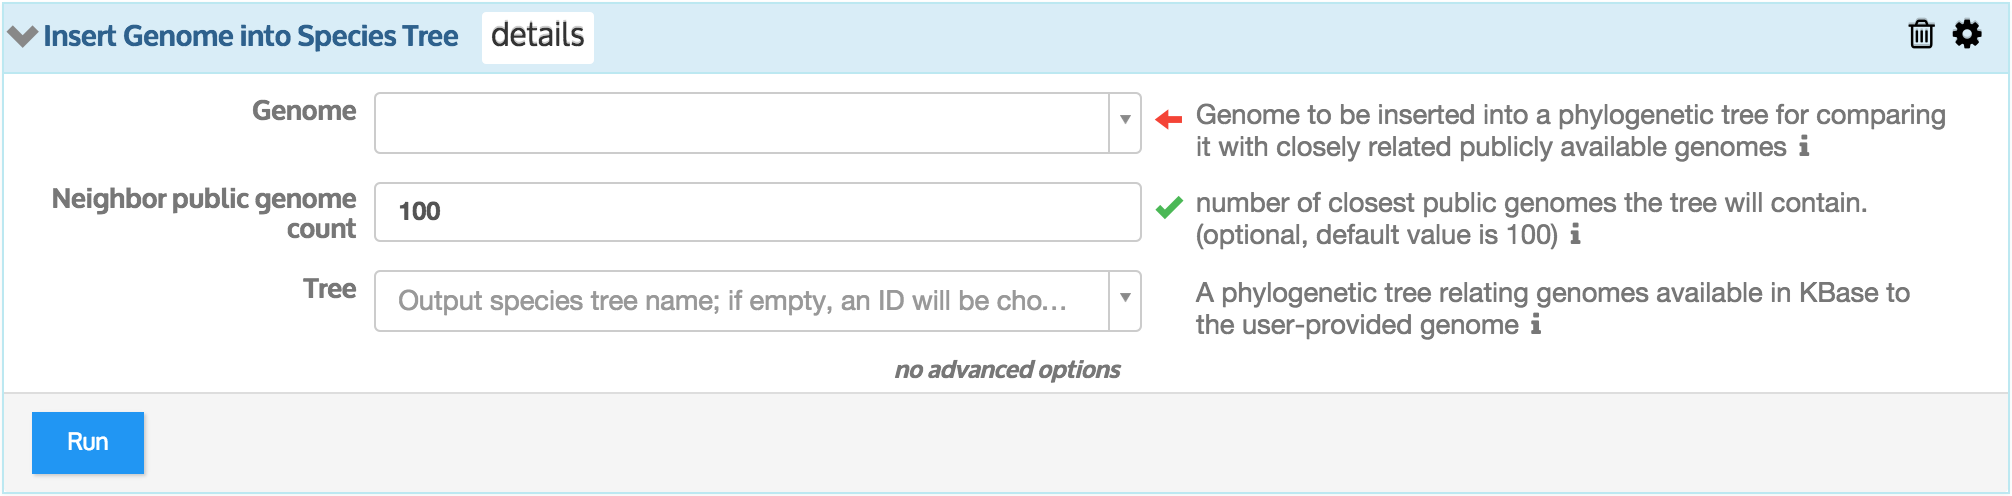 Insert Genome into Species Tree details
Genome
Genome to be inserted into a phylogenetic tree for comparing
it with closely related publicly available genomes
Neighbor public genome
count
100
number of closest public genomes the tree will contain.
(optional, default value is 100)
Tree
Output species tree name; if empty, an ID will be cho...
A phylogenetic tree relating genomes available in KBase to
the user-provided genome
no advanced options
Run